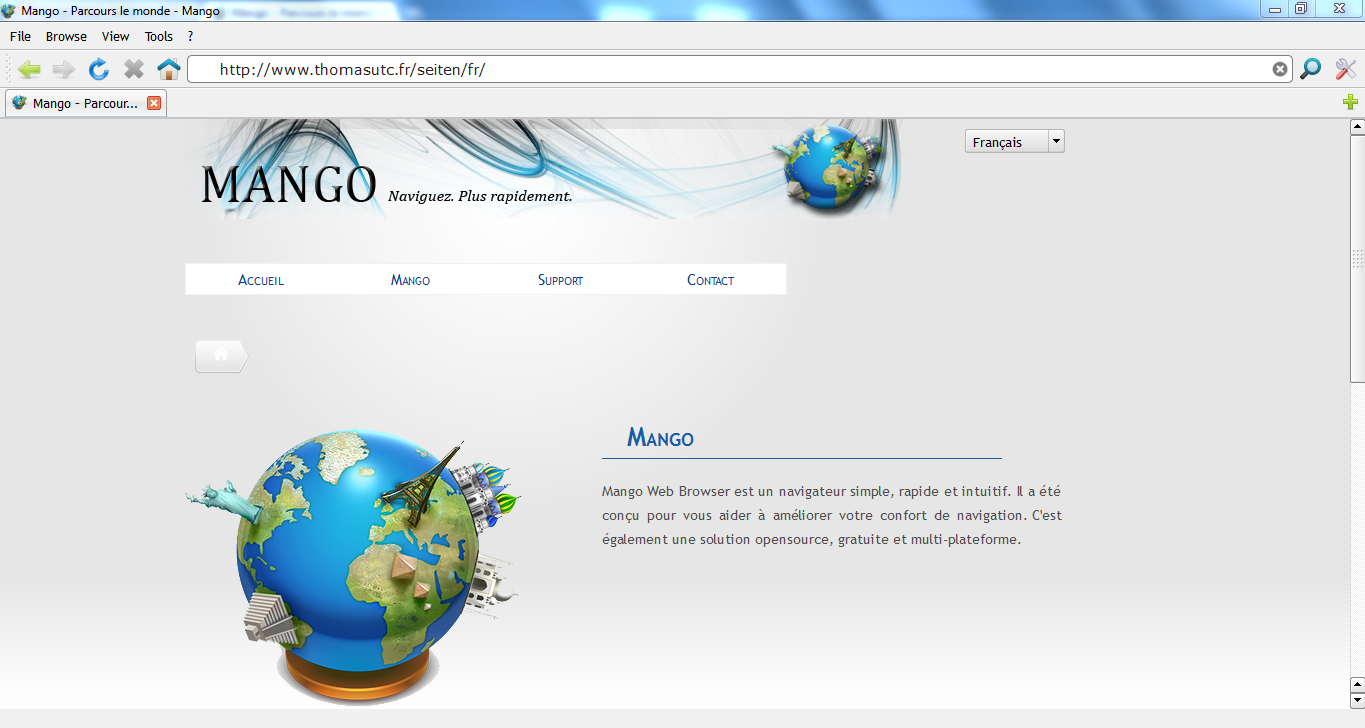 Mango - Parcours le monde - Mango
File Browse View Tools ?
http://www.thomasutc.fr/seiten/fr/
Mango - Parcour...
Français
MANGO Naviguez. Plus rapidement.
Accueil Mango Support Contact
Mango
Mango Web Browser est un navigateur simple, rapide et intuitif. Il a été
conçu pour vous aider à améliorer votre confort de navigation. C'est
également une solution opensource, gratuite et multi-plateforme.